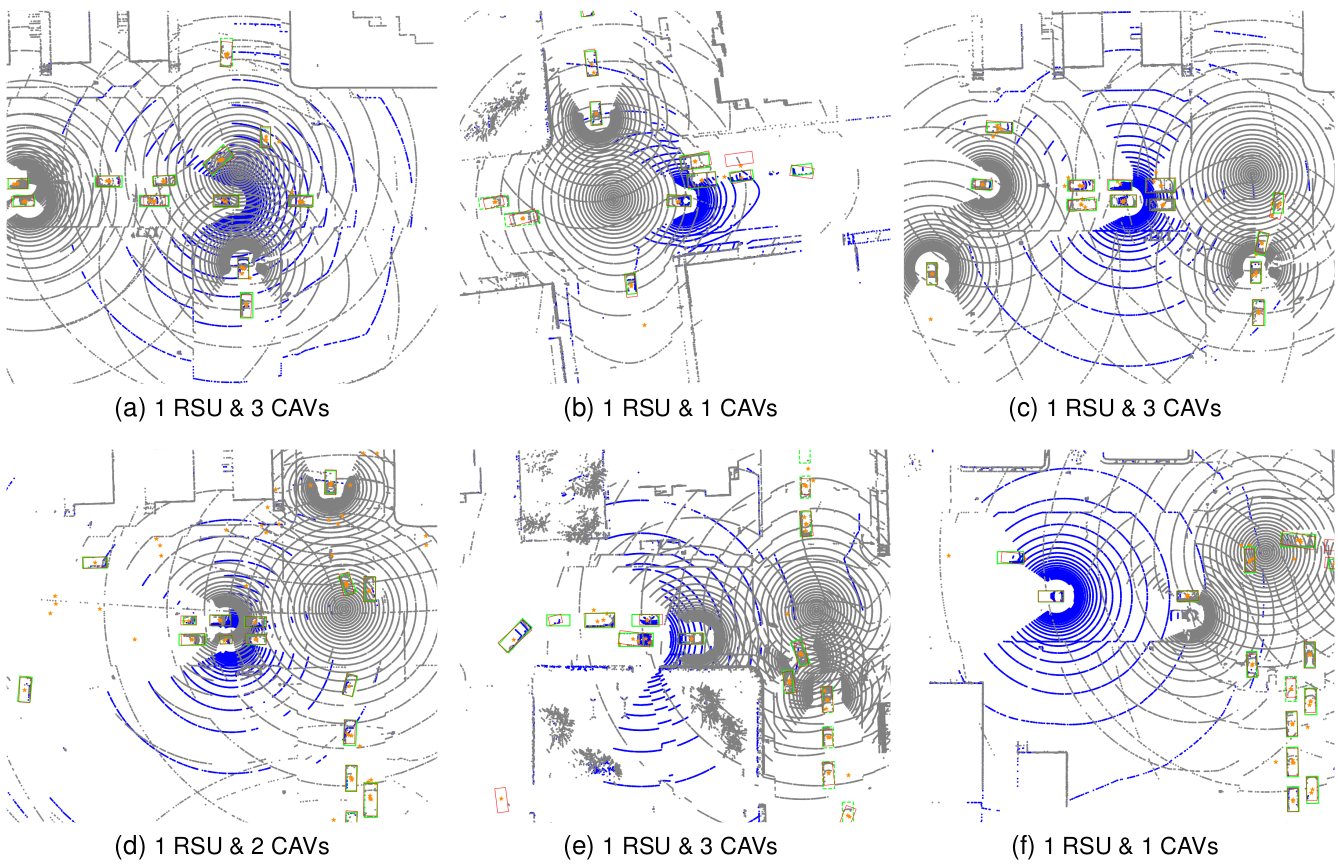 (a) 1 RSU & 3 CAVs
(b) 1 RSU & 1 CAVs
(c) 1 RSU & 3 CAVs
(d) 1 RSU & 2 CAVs
(e) 1 RSU & 3 CAVs
(f) 1 RSU & 1 CAVs